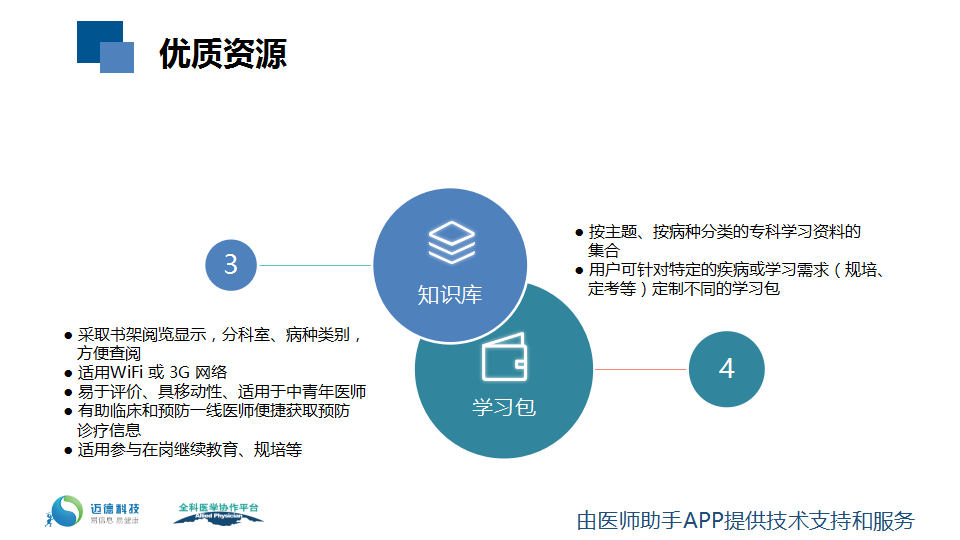 优质资源
3
知识库
● 采取书架阅览显示，分科室、病种类别，
方便查阅
● 适用WiFi 或 3G 网络
● 易于评价、具移动性、适用于中青年医师
● 有助临床和预防一线医师便捷获取预防
诊疗信息
● 适用参与在岗继续教育、规培等
● 按主题、按病种分类的专科学习资料的
集合
● 用户可针对特定的疾病或学习需求（规培、
定考等）定制不同的学习包
4
学习包
迈德科技
易信息 易健康
全科医学协作平台
Allied Physician
由医师助手APP提供技术支持和服务